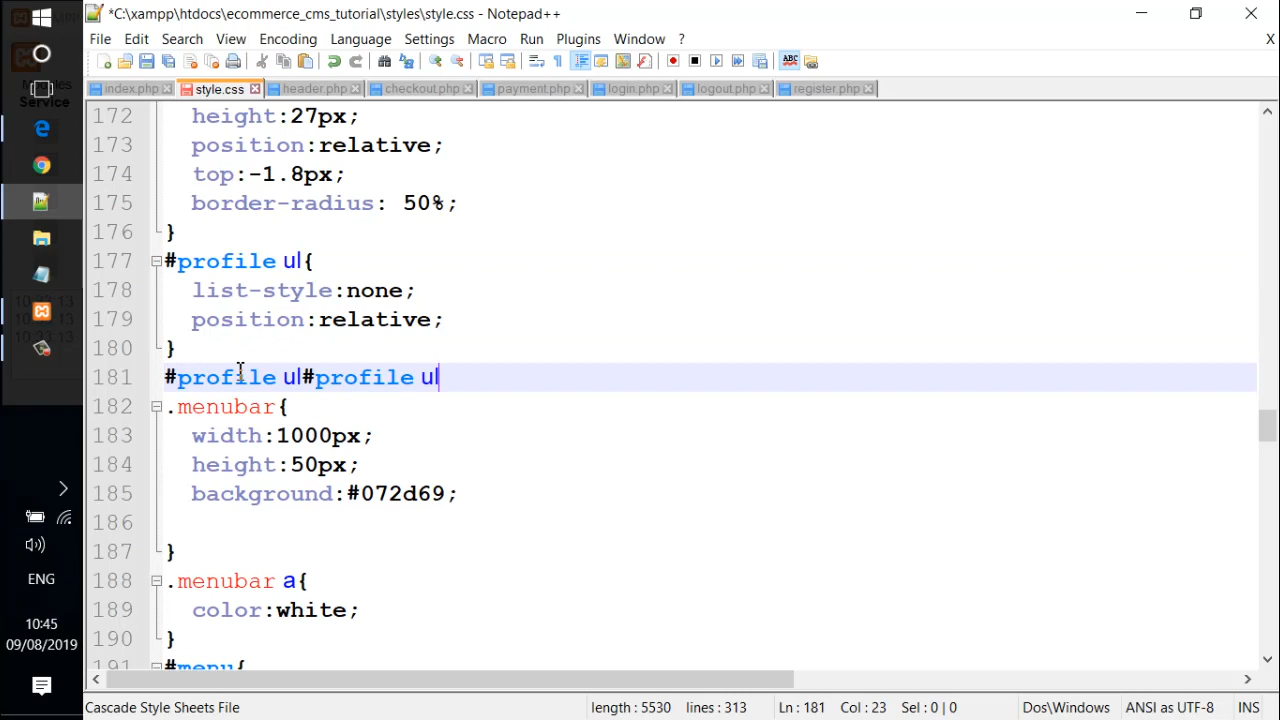 *C:\xampp\htdocs\ecommerce_cms_tutorial\styles\style.css - Notepad++
File Edit Search View Encoding Language Settings Macro Run Plugins Window ? X
index.php style.css header.php checkout.php payment.php login.php logout.php register.php
172 height:27px;
173 position:relative;
174 top:-1.8px;
175 border-radius: 50%;
176 }
177 #profile ul{
178 list-style:none;
179 position:relative;
180 }
181 #profile ul#profile ul
182 .menubar{
183 width:1000px;
184 height:50px;
185 background:#072d69;
186
187 }
188 .menubar a{
189 color:white;
190 }
191 #menu{
Service
ENG
10:45
09/08/2019
Cascade Style Sheets File length : 5530 lines : 313 Ln : 181 Col : 23 Sel : 0 | 0 Dos\Windows ANSI as UTF-8 INS